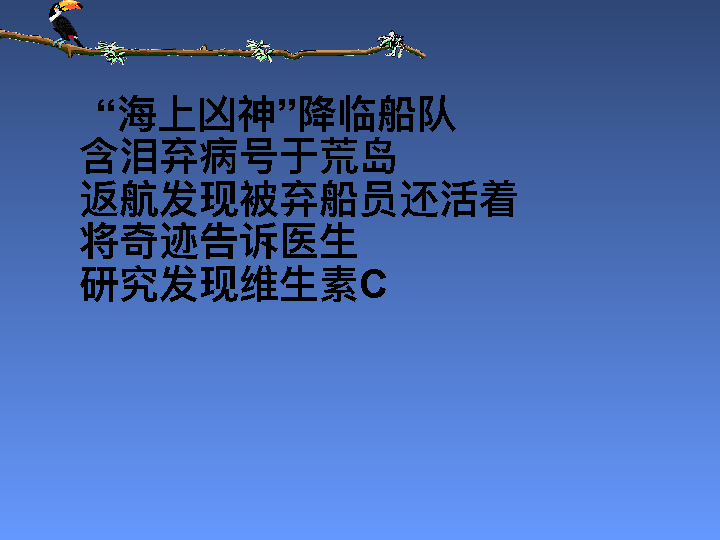 “海上凶神”降临船队
含泪弃病号于荒岛
返航发现被弃船员还活着
将奇迹告诉医生
研究发现维生素C